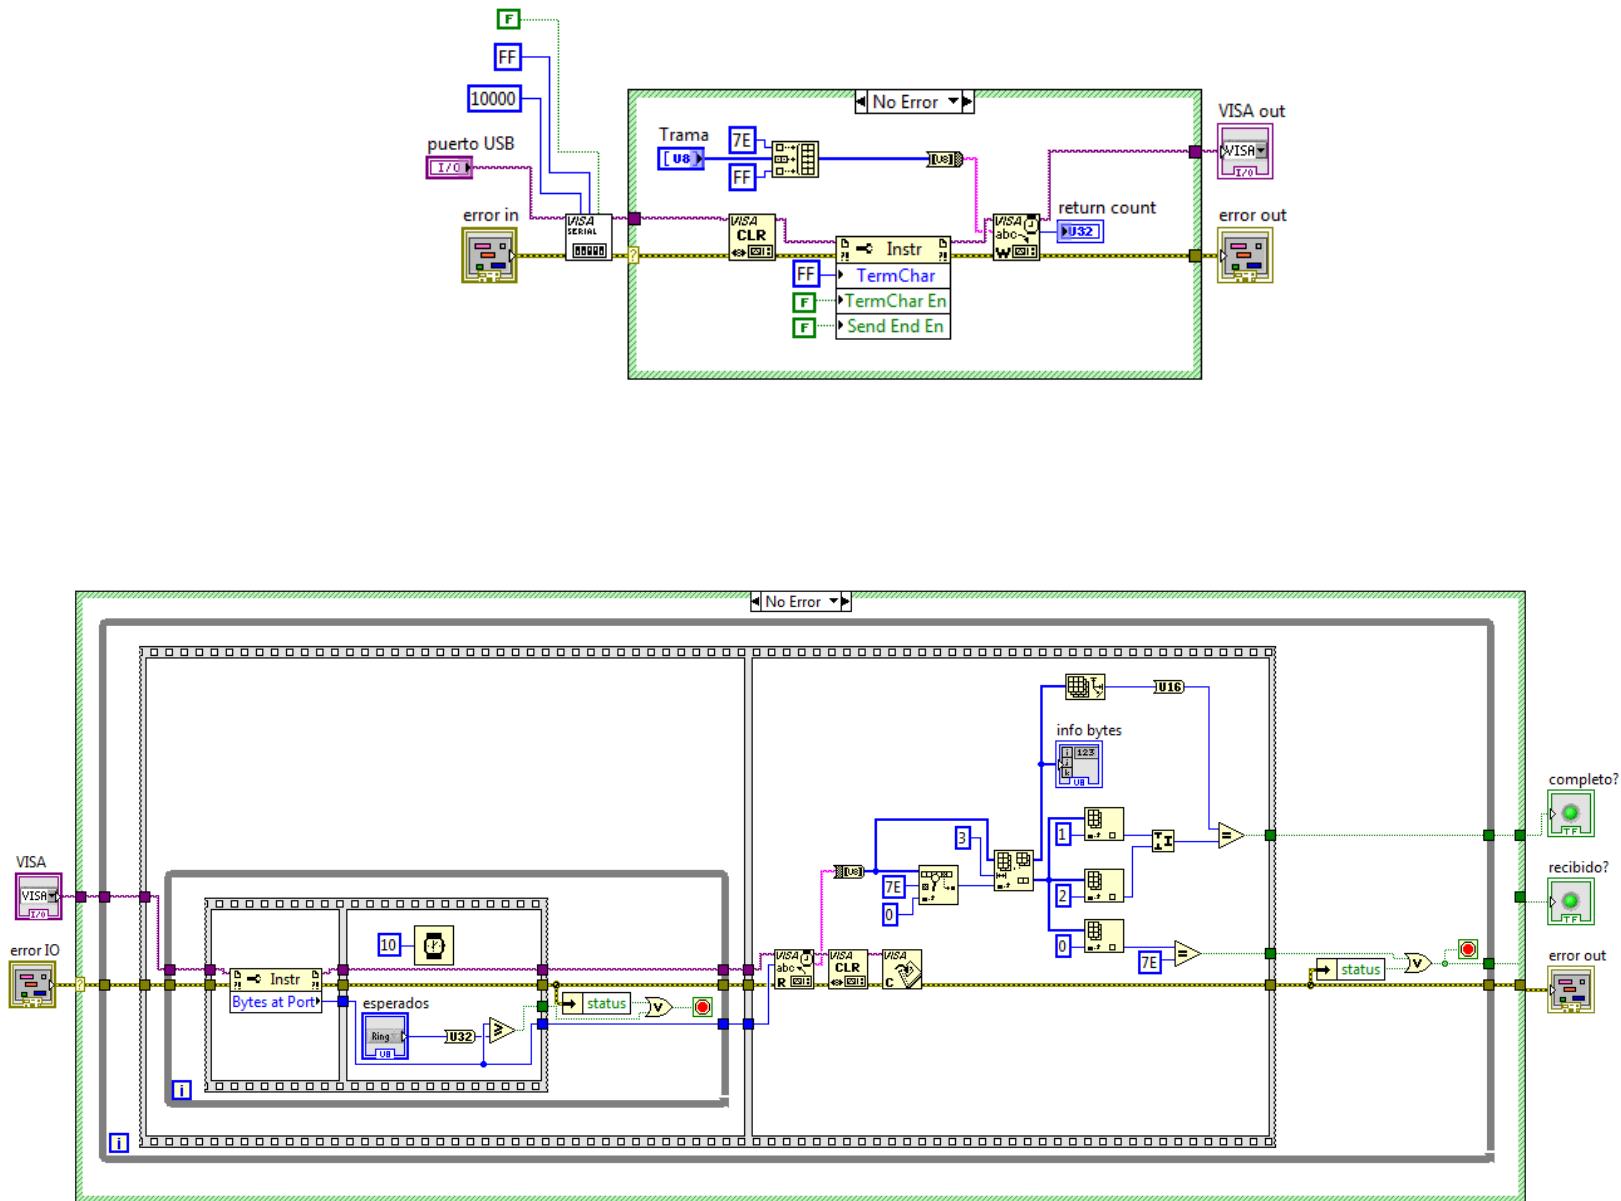 F
FF
10000
puerto USB
I/O
error in
VISA
SERIAL
No Error
Trama
[U8]
7E
FF
[U8]
VISA
CLR
Instr
FF
TermChar
F
TermChar En
F
Send End En
VISA
abc
W
return count
U32
VISA out
VISA
I/O
error out
No Error
VISA
VISA
I/O
error IO
i
i
Instr
Bytes at Port
10
esperados
Ring
U8
U32
status
[U8]
7E
0
3
VISA
abc
R
VISA
CLR
VISA
C
info bytes
123
U8
U16
1
2
0
7E
status
completo?
TF
recibido?
TF
error out